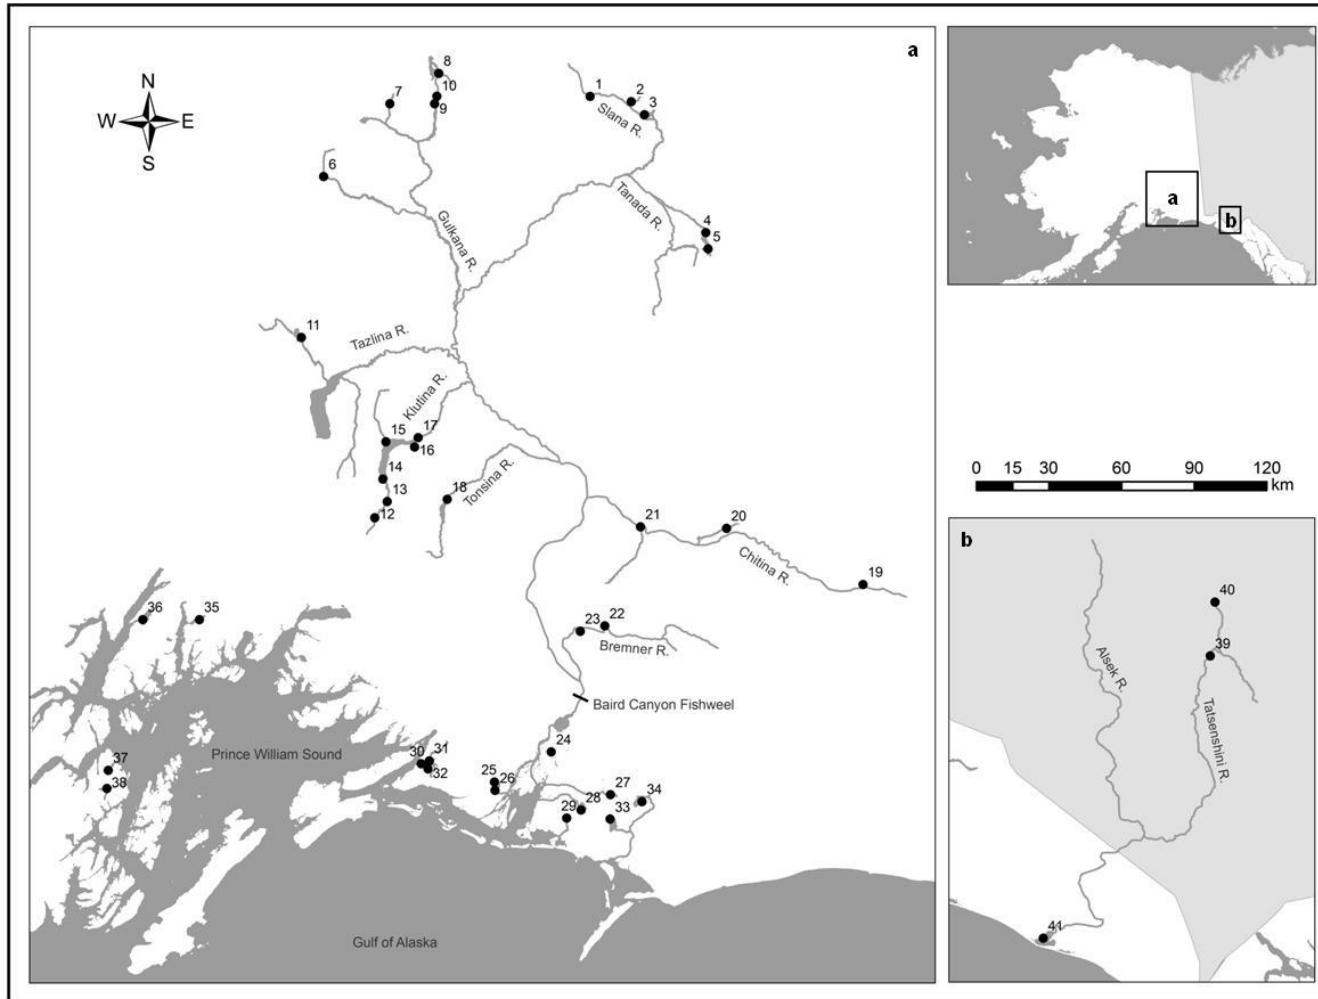 a
N
W E
S
8
7
10
9
1
2
3
Slana R.
6
Tanada R.
4
5
Gulkana R.
11
Tazlina R.
Klutina R.
15
17
16
14
13
12
18
Tonsina R.
21
20
Chitina R.
19
36
35
23
22
Bremner R.
Baird Canyon Fishweel
Prince William Sound
30
31
32
24
37
38
25
26
27
28
29
33
34
Gulf of Alaska
a
b
0 15 30 60 90 120
km
b
40
39
Alsek R.
Tatsenshini R.
41